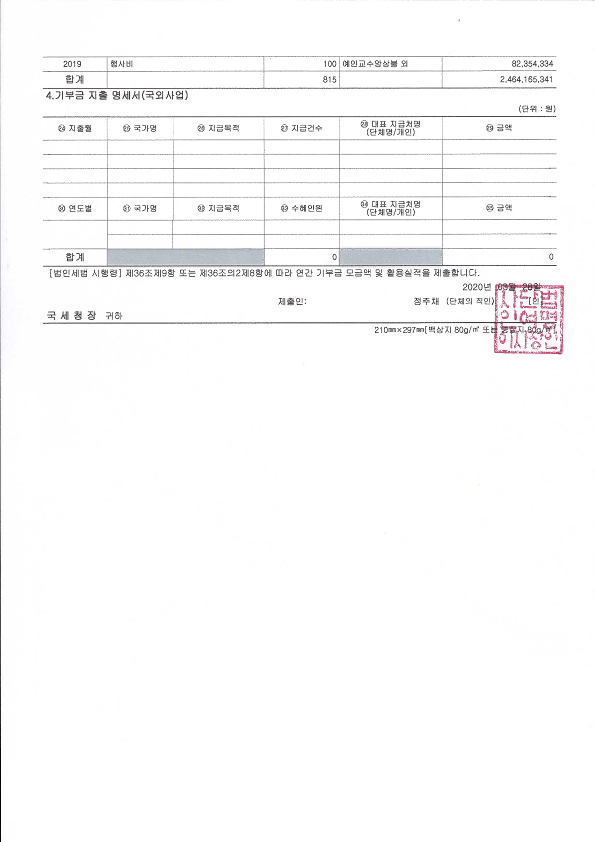 2019 행사비 100 예인교수앙상블 외 82,354,334
합계 815 2,464,165,341
4.기부금 지출 명세서(국외사업)
(단위 : 원)
㉔ 지출월 ㉕ 국가명 ㉖ 지급목적 ㉗ 지급건수 ㉘ 대표 지급처명 (단체명/개인) ㉙ 금액
㉚ 연도별 ㉛ 국가명 ㉜ 지급목적 ㉝ 수혜인원 ㉞ 대표 지급처명 (단체명/개인) ㉟ 금액
합계 0 0
[법인세법 시행령] 제36조제9항 또는 제36조의2제8항에 따라 연간 기부금 모금액 및 활용실적을 제출합니다.
2020년 03월 26일
제출인: 정주채 (단체의 직인) [인]
국 세 청 장 귀하
210㎜×297㎜[백상지 80g/㎡ 또는 중질지 80g/㎡]